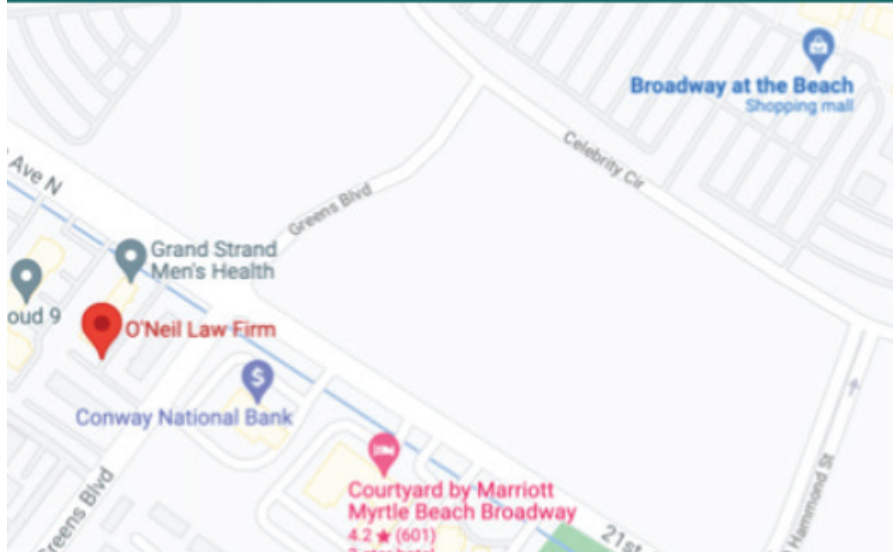 Broadway at the Beach
Shopping mall
Celebrity Cir
Ave N
Greens Blvd
Grand Strand
Men's Health
oud 9
O'Neil Law Firm
Conway National Bank
Courtyard by Marriott
Myrtle Beach Broadway
4.2 ★ (601)
Hammond St
reens Blvd
21st